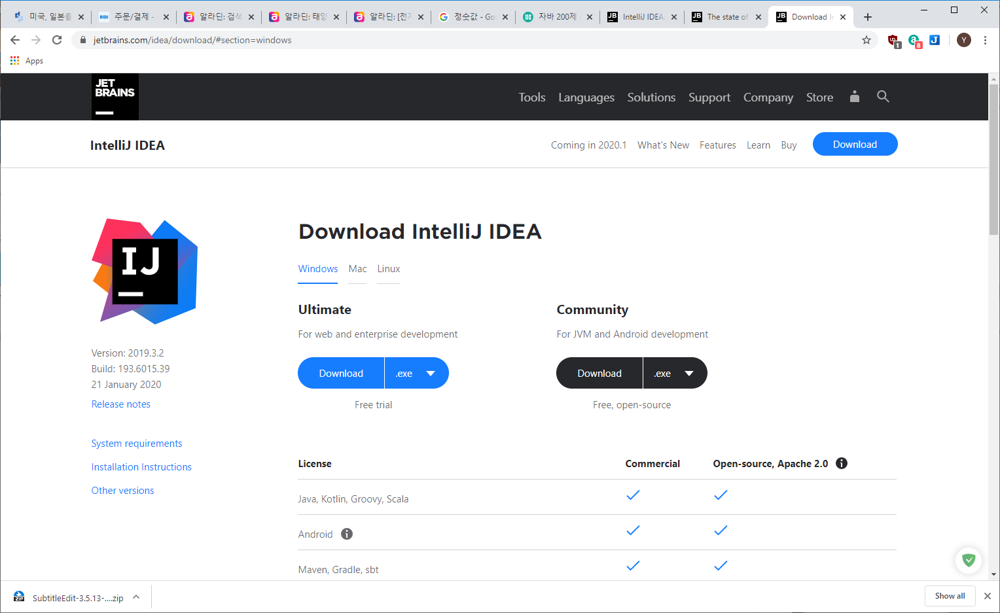 미국, 일본들
주문/결제 -
알라딘: 검색
알라딘: 태양
알라딘: [전자
정숫값 - Go
자바 200제
IntelliJ IDEA
The state of
Download In
jetbrains.com/idea/download/#section=windows
1
8
J
Y
Apps
JET
BRAINS
Tools Languages Solutions Support Company Store
IntelliJ IDEA
Coming in 2020.1 What's New Features Learn Buy Download
Download IntelliJ IDEA
Windows Mac Linux
IJ
Ultimate
Community
For web and enterprise development
For JVM and Android development
Download .exe
Download .exe
Free trial
Free, open-source
Version: 2019.3.2
Build: 193.6015.39
21 January 2020
Release notes
System requirements
Installation Instructions
Other versions
License Commercial Open-source, Apache 2.0
Java, Kotlin, Groovy, Scala
Android
Maven, Gradle, sbt
ZIP
SubtitleEdit-3.5.13-....zip
Show all